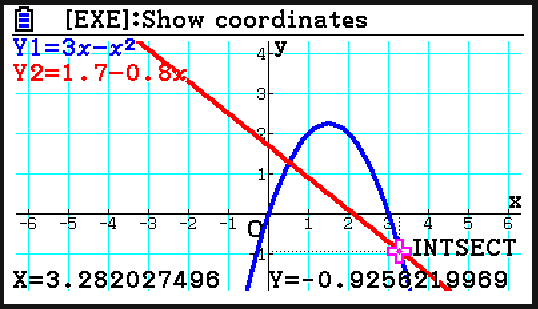 [EXE]:Show coordinates
Y1=3x-x²
Y2=1.7-0.8x
y
4
3
2
1
x
-6 -5 -4 -3 -2 -1 O 1 2 3 4 5 6
-1
INTSECT
X=3.282027496 Y=-0.9256219969